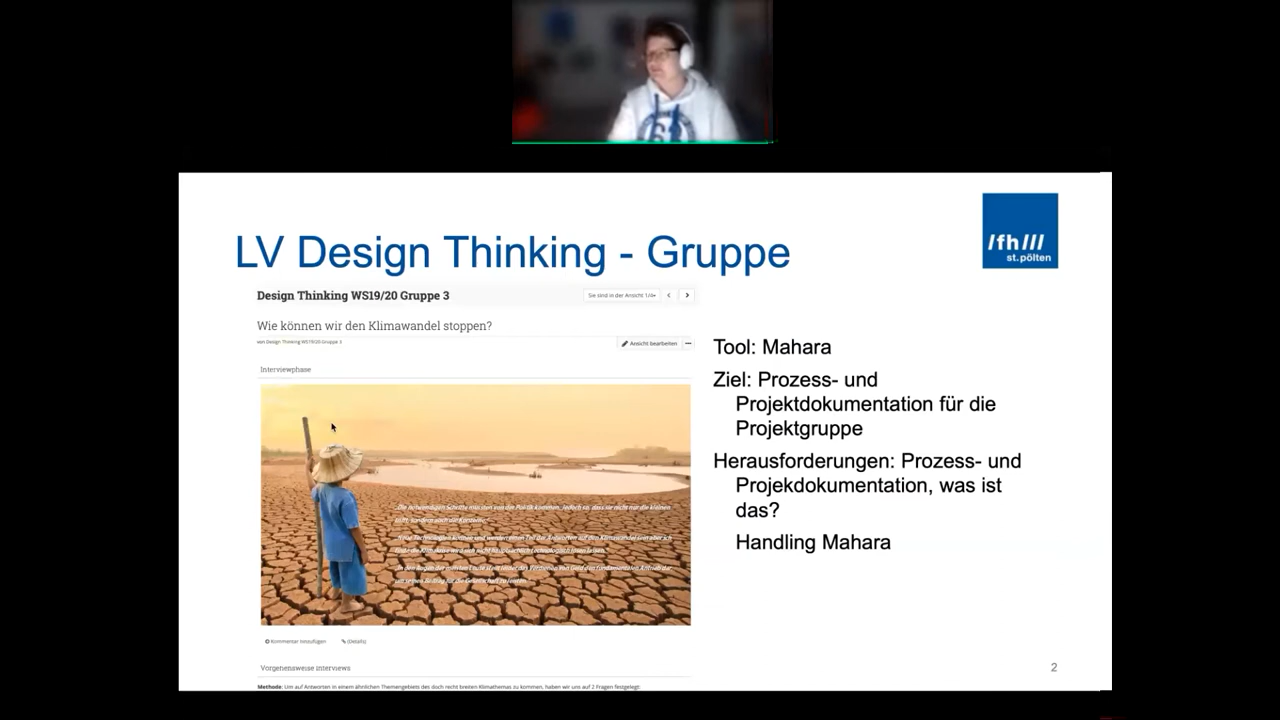 LV Design Thinking - Gruppe
/fh///
st.pölten
Design Thinking WS19/20 Gruppe 3
Sie sind in der Ansicht 1/4
Wie können wir den Klimawandel stoppen?
von Design Thinking WS19/20 Gruppe 3
Ansicht bearbeiten
Interviewphase
Kommentar hinzufügen
(Details)
Vorgehensweise Interviews
Methode: Um auf Antworten in einem ähnlichen Themengebiets des doch recht breiten Klimathemas zu kommen, haben wir uns auf 2 Fragen festgelegt:
Tool: Mahara
Ziel: Prozess- und
Projektdokumentation für die
Projektgruppe
Herausforderungen: Prozess- und
Projekdokumentation, was ist
das?
Handling Mahara
2